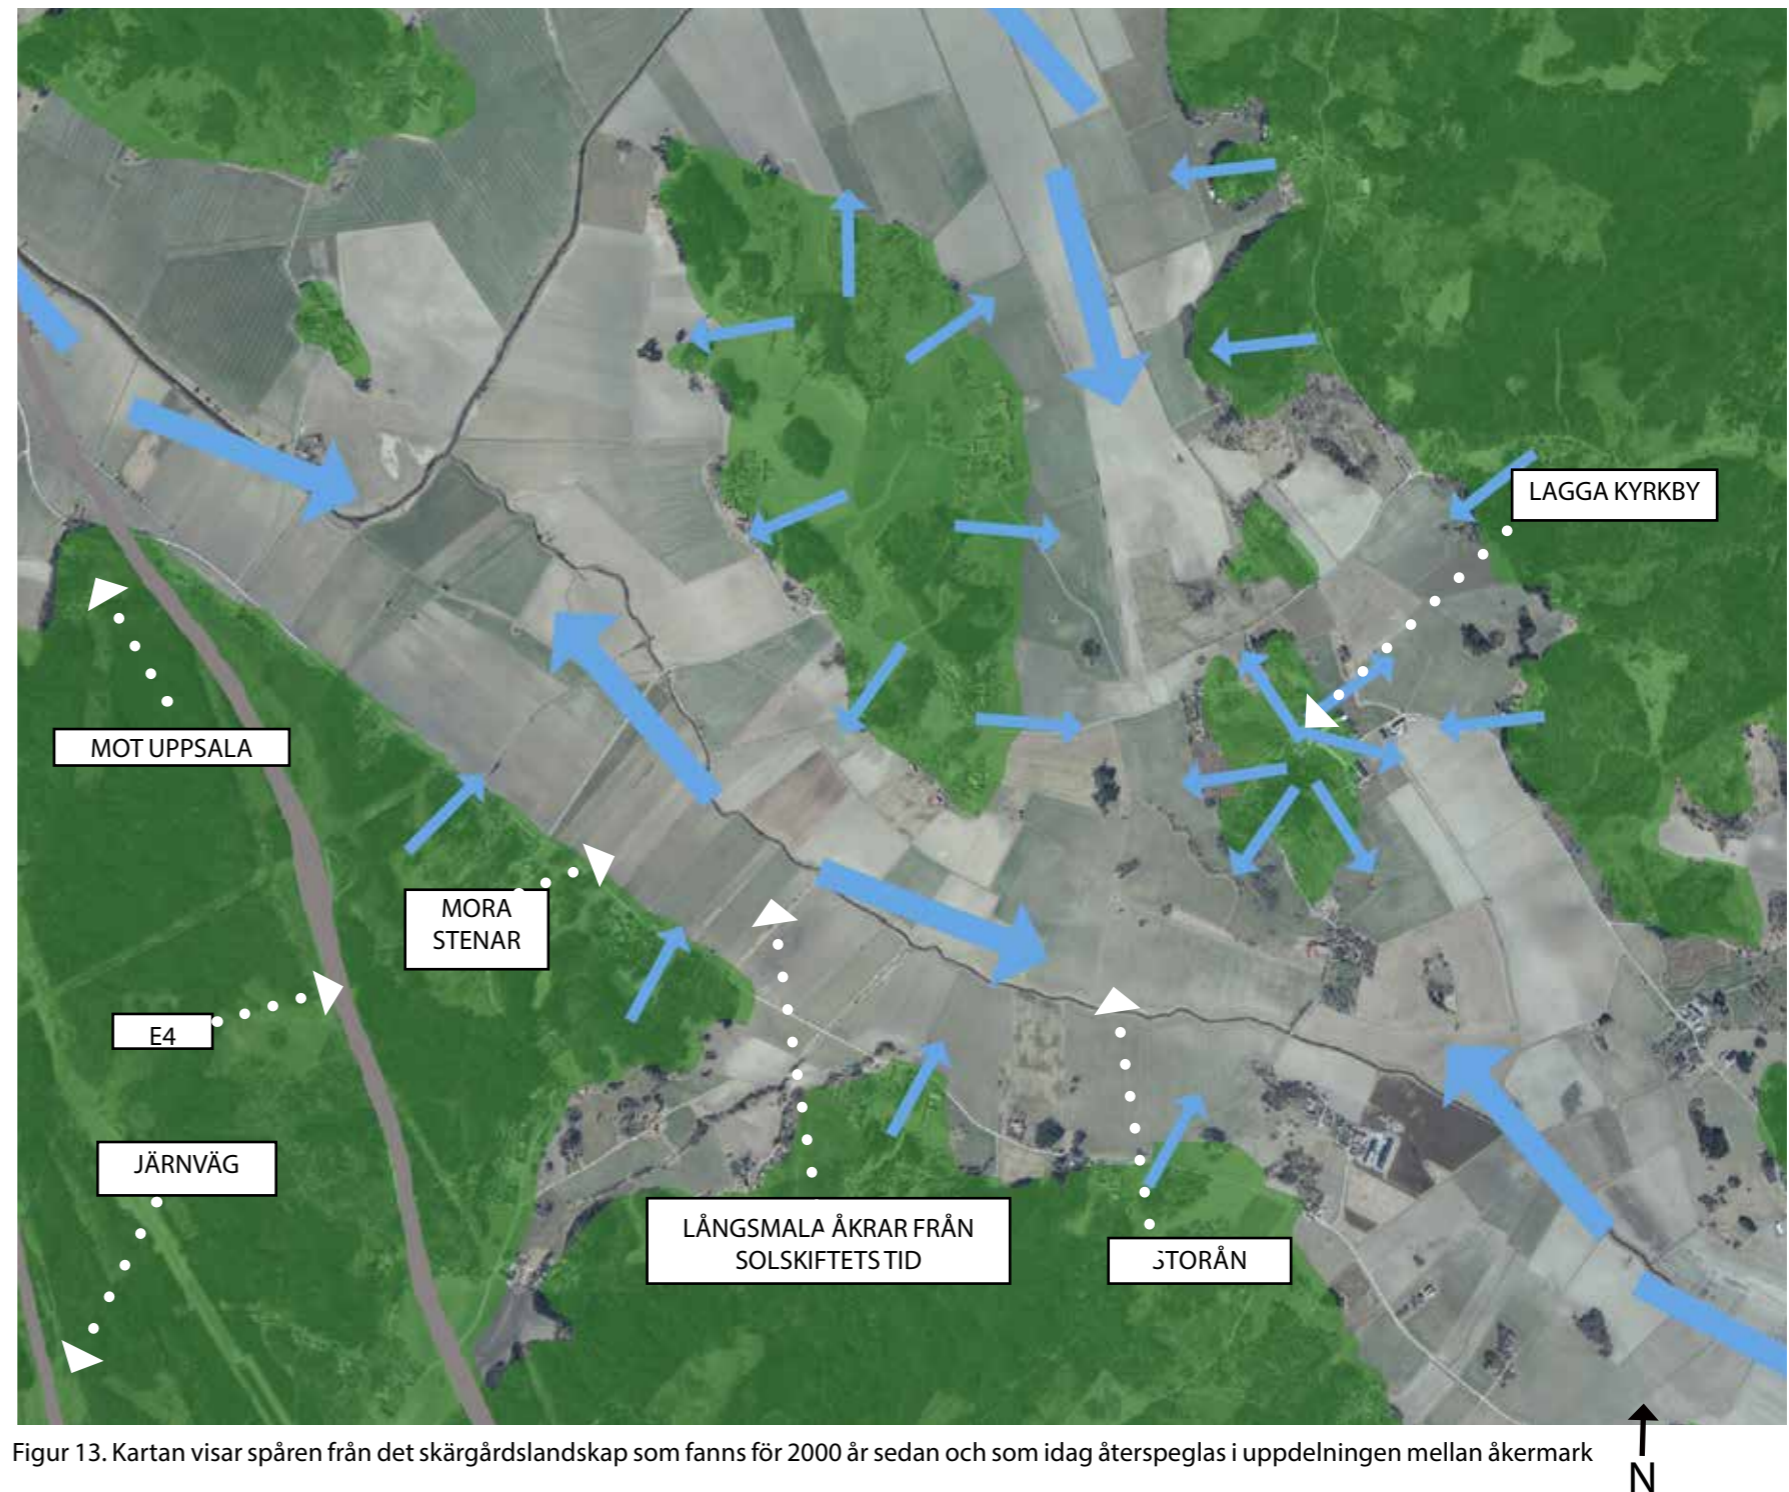 LAGGA KYRKBY
MOT UPPSALA
MORA
STENAR
E4
JÄRNVÄG
LÅNGSMALA ÅKRAR FRÅN
SOLSKIFTETS TID
STORÅN
Figur 13. Kartan visar spåren från det skärgårdslandskap som fanns för 2000 år sedan och som idag återspeglas i uppdelningen mellan åkermark
N